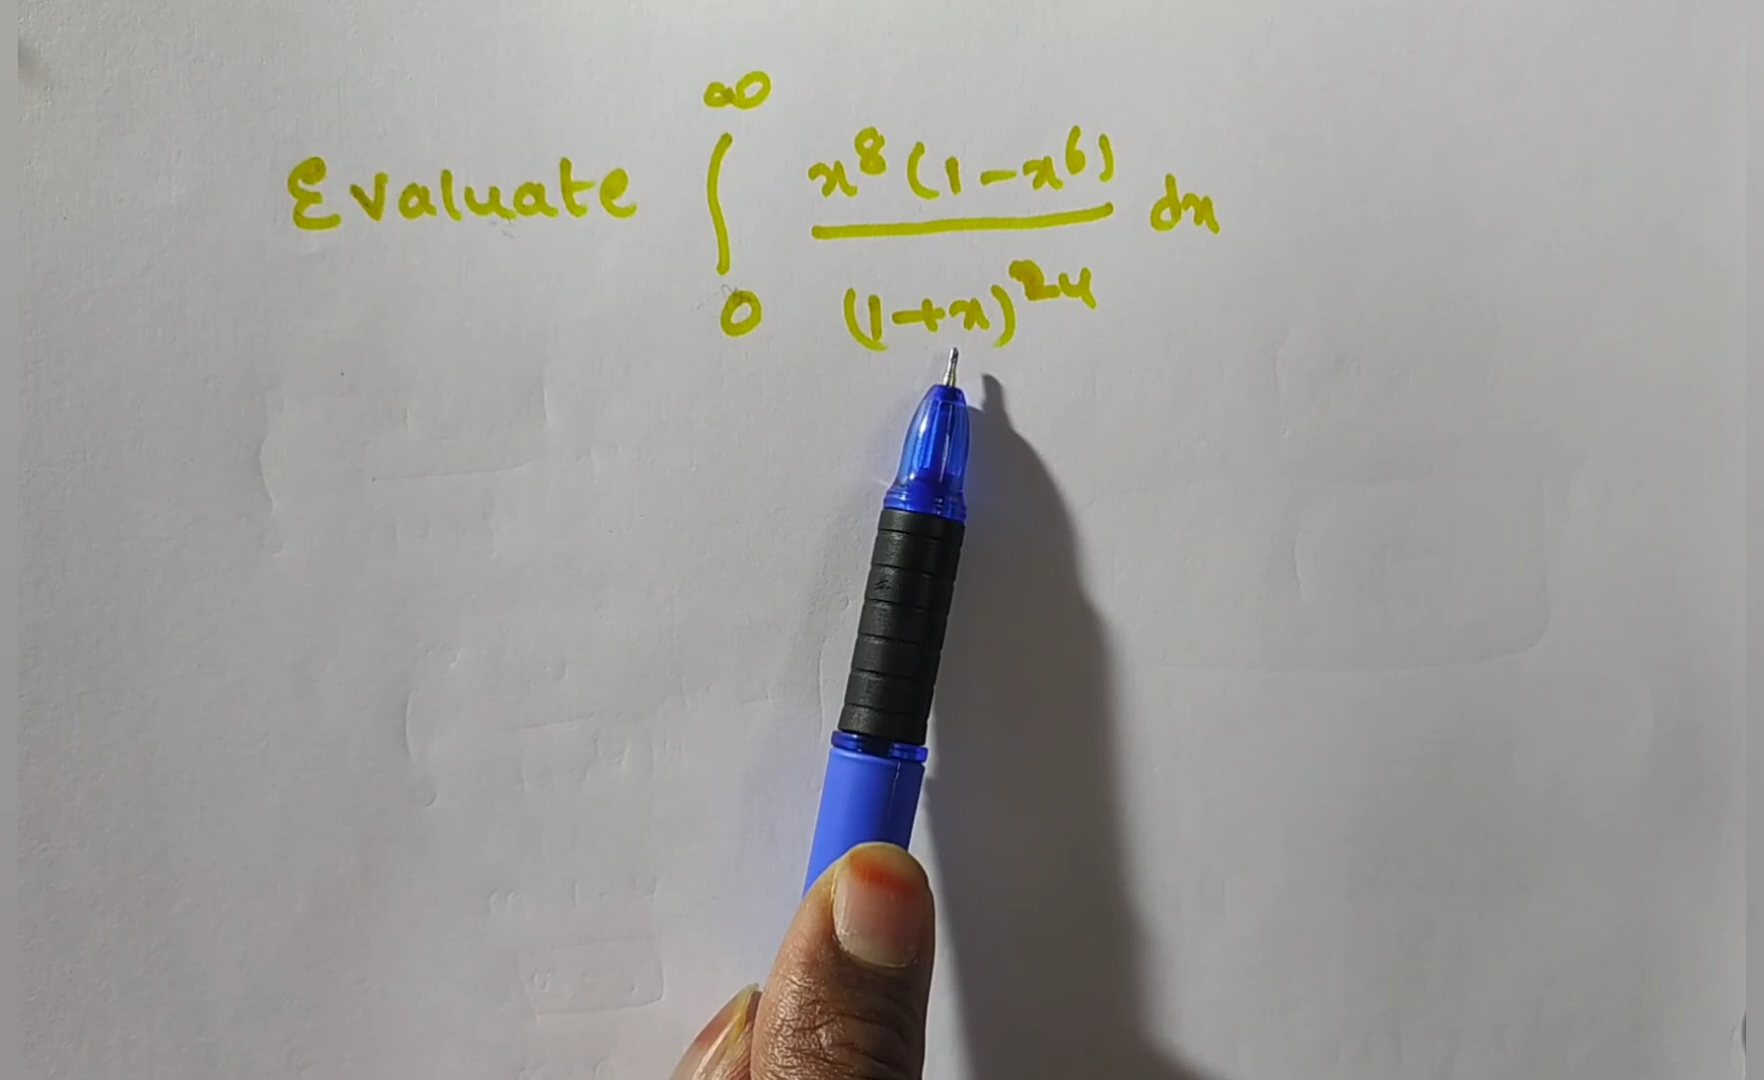 Evaluate ∫₀^∞ x⁸(1-x⁶)/(1+x)²⁴ dx